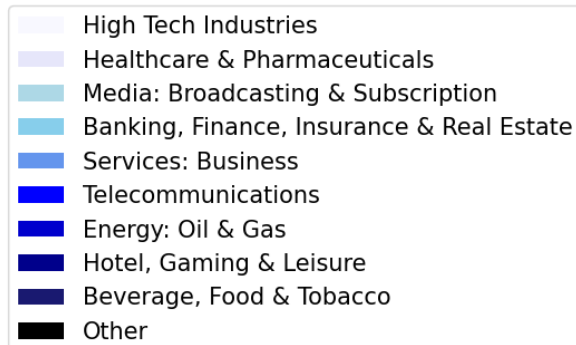 High Tech Industries
Healthcare & Pharmaceuticals
Media: Broadcasting & Subscription
Banking, Finance, Insurance & Real Estate
Services: Business
Telecommunications
Energy: Oil & Gas
Hotel, Gaming & Leisure
Beverage, Food & Tobacco
Other